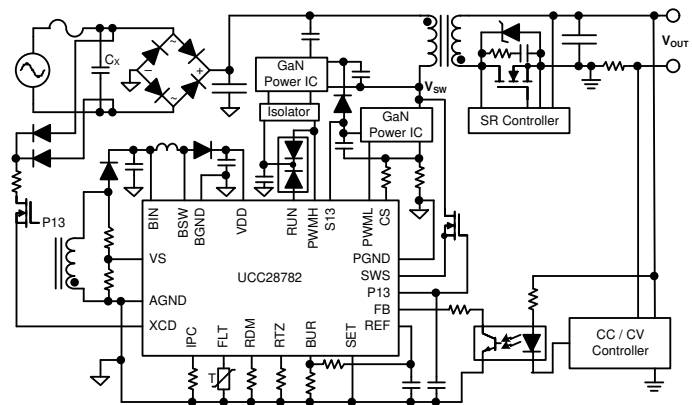 Cx
~
~
−
+
GaN
Power IC
Isolator
VSW
GaN
Power IC
SR Controller
VOUT
P13
BIN
BSW
BGND
VDD
RUN
PWMH
S13
PWML
CS
VS
AGND
XCD
UCC28782
PGND
SWS
P13
FB
REF
IPC
FLT
RDM
RTZ
BUR
SET
T
CC / CV
Controller